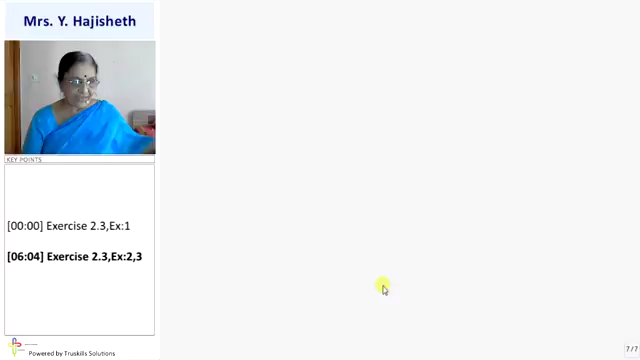 Mrs. Y. Hajisheth
KEY POINTS
[00:00] Exercise 2.3,Ex:1
[06:04] Exercise 2.3,Ex:2,3
Powered by Truskills Solutions
7/7